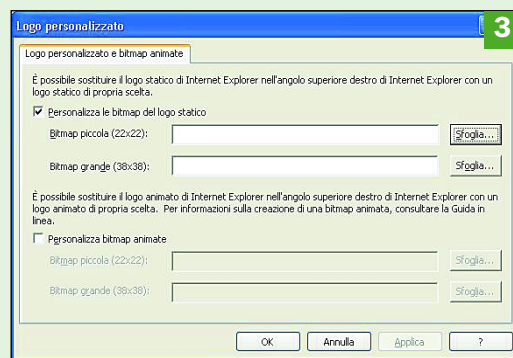 Logo personalizzato
3
Logo personalizzato e bitmap animate
È possibile sostituire il logo statico di Internet Explorer nell'angolo superiore destro di Internet Explorer con un
logo statico di propria scelta.
Personalizza le bitmap del logo statico
Bitmap piccola (22x22):
Sfoglia...
Bitmap grande (38x38):
Sfoglia...
È possibile sostituire il logo animato di Internet Explorer nell'angolo superiore destro di Internet Explorer con un
logo animato di propria scelta. Per informazioni sulla creazione di una bitmap animata, consultare la Guida in
linea.
Personalizza bitmap animate
Bitmap piccola (22x22):
Sfoglia...
Bitmap grande (38x38):
Sfoglia...
OK
Annulla
Applica
?